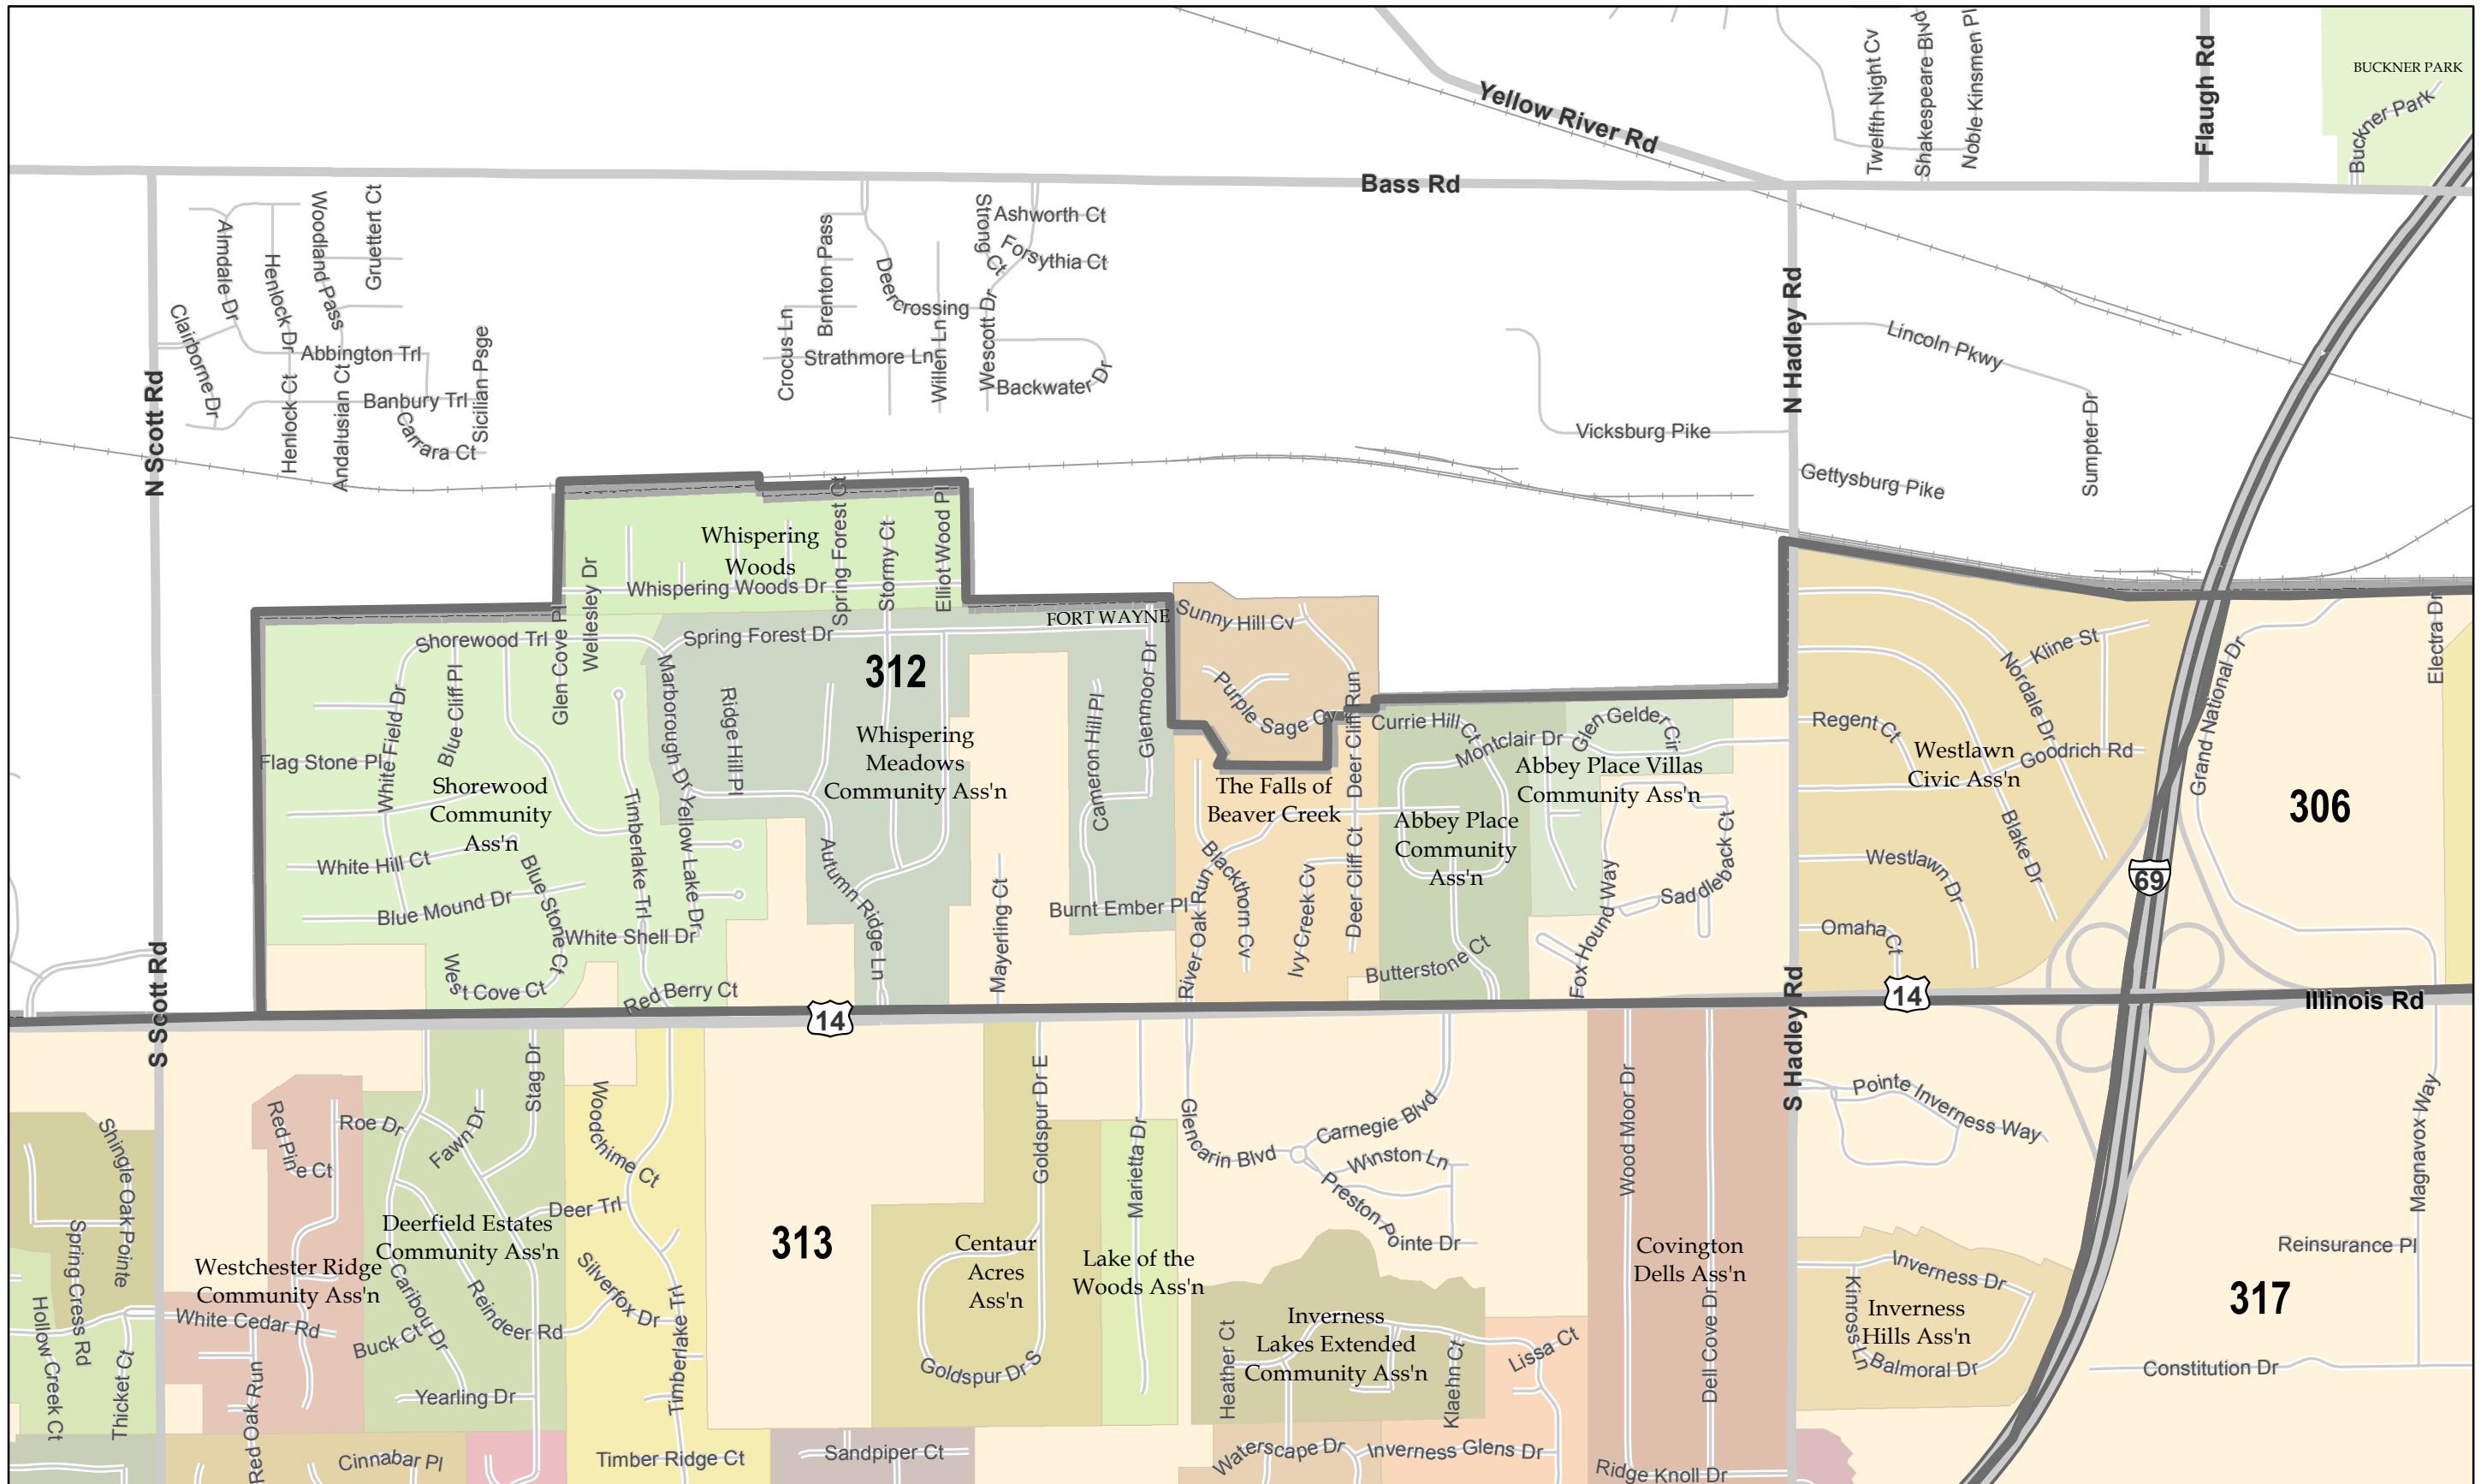 BUCKNER PARK
Buckner Park
Flaugh Rd
Twelfth Night Cv
Shakespeare Blvd
Noble Kinsmen Pl
Yellow River Rd
Bass Rd
N Scott Rd
Almdale Dr
Henlock Dr
Woodland Pass
Gruettert Ct
Clairborne Dr
Abbington Trl
Henlock Ct
Andalusian Ct
Banbury Trl
Carrara Ct
Sicilian Psge
Brenton Pass
Deercrossing
Strong Ct
Ashworth Ct
Forsythia Ct
Crocus Ln
Strathmore Ln
Willen Ln
Wescott Dr
Backwater Dr
N Hadley Rd
Lincoln Pkwy
Vicksburg Pike
Sumpter Dr
Gettysburg Pike
Whispering
Woods
Whispering Woods Dr
Spring Forest Ct
Stormy Ct
Elliot Wood Pl
Wellesley Dr
Glen Cove Pl
Shorewood Trl
Spring Forest Dr
FORT WAYNE
312
Sunny Hill Cv
Purple Sage Cv
Deer Cliff Run
Glenmoor Dr
Cameron Hill Pl
Marborough Dr
Ridge Hill Pl
Whispering
Meadows
Community Ass'n
Flag Stone Pl
White Field Dr
Blue Cliff Pl
Shorewood
Community
Ass'n
White Hill Ct
Blue Mound Dr
Blue Stone Ct
Timberlake Trl
Yellow Lake Dr
White Shell Dr
West Cove Ct
Red Berry Ct
Autumn Ridge Ln
Mayerling Ct
Burnt Ember Pl
The Falls of
Beaver Creek
River Oak Run
Blackthorn Cv
Ivy Creek Cv
Deer Cliff Ct
Currie Hill Ct
Montclair Dr
Glen Gelder Cir
Abbey Place Villas
Community Ass'n
Abbey Place
Community
Ass'n
Butterstone Ct
Fox Hound Way
Saddleback Ct
Regent Ct
Westlawn
Civic Ass'n
Nordale Dr
Kline St
Goodrich Rd
Blake Dr
Westlawn Dr
Omaha Ct
69
Grand National Dr
Electra Dr
306
14
14
Illinois Rd
S Scott Rd
S Hadley Rd
Shingle Oak Pointe
Spring Cress Rd
Hollow Creek Ct
Thicket Ct
Red Pine Ct
Roe Dr
Fawn Dr
Stag Dr
Woodchime Ct
Deer Trl
Deerfield Estates
Community Ass'n
Westchester Ridge
Community Ass'n
White Cedar Rd
Caribou Dr
Reindeer Rd
Silverfox Dr
Timberlake Trl
Buck Ct
Yearling Dr
Red Oak Run
Cinnabar Pl
Timber Ridge Ct
Sandpiper Ct
313
Goldspur Dr E
Centaur
Acres
Ass'n
Goldspur Dr S
Marietta Dr
Lake of the
Woods Ass'n
Glencarin Blvd
Carnegie Blvd
Winston Ln
Preston Pointe Dr
Inverness
Lakes Extended
Community Ass'n
Heather Ct
Klaehn Ct
Lissa Ct
Waterscape Dr
Inverness Glens Dr
Wood Moor Dr
Covington
Dells Ass'n
Dell Cove Dr
Ridge Knoll Dr
Pointe Inverness Way
Inverness Dr
Kinross Ln
Inverness
Hills Ass'n
Balmoral Dr
Magnavox Way
Reinsurance Pl
317
Constitution Dr